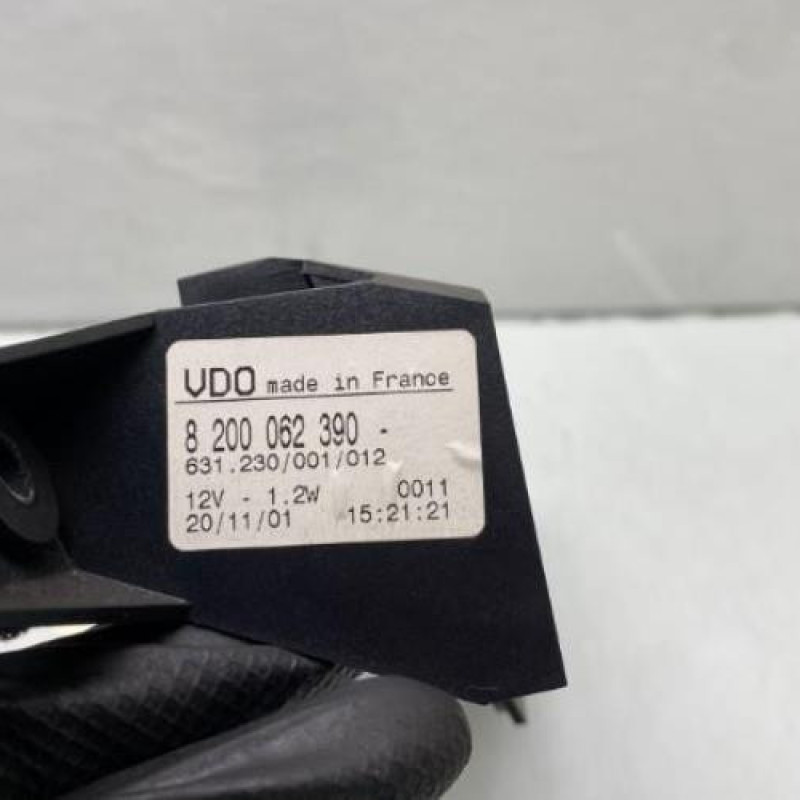 VDO made in France
8 200 062 390 -
631.230/001/012
12V - 1.2W 0011
20/11/01 15:21:21